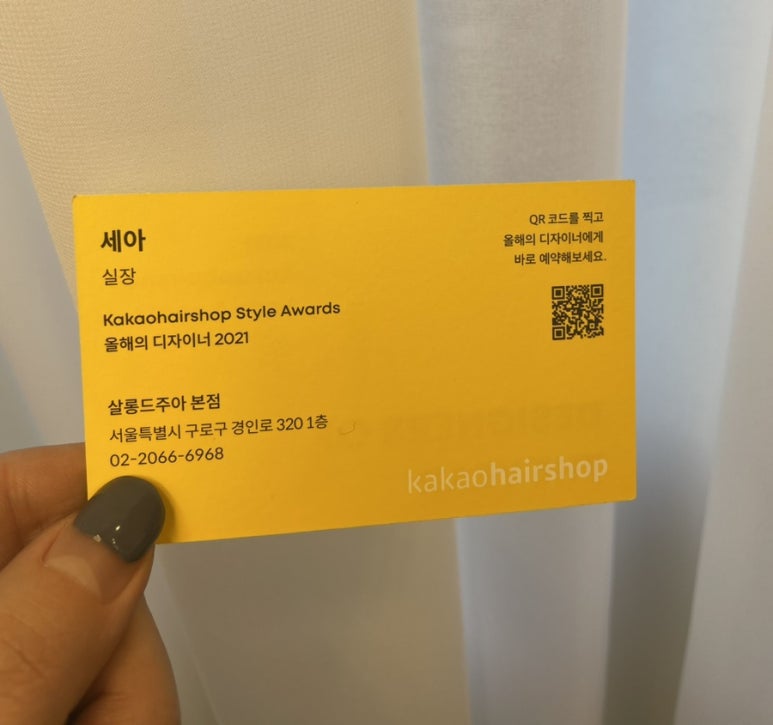 세아
실장
Kakaohairshop Style Awards
올해의 디자이너 2021
살롱드주아 본점
서울특별시 구로구 경인로 320 1층
02-2066-6968
QR 코드를 찍고
올해의 디자이너에게
바로 예약해보세요.
kakaohairshop